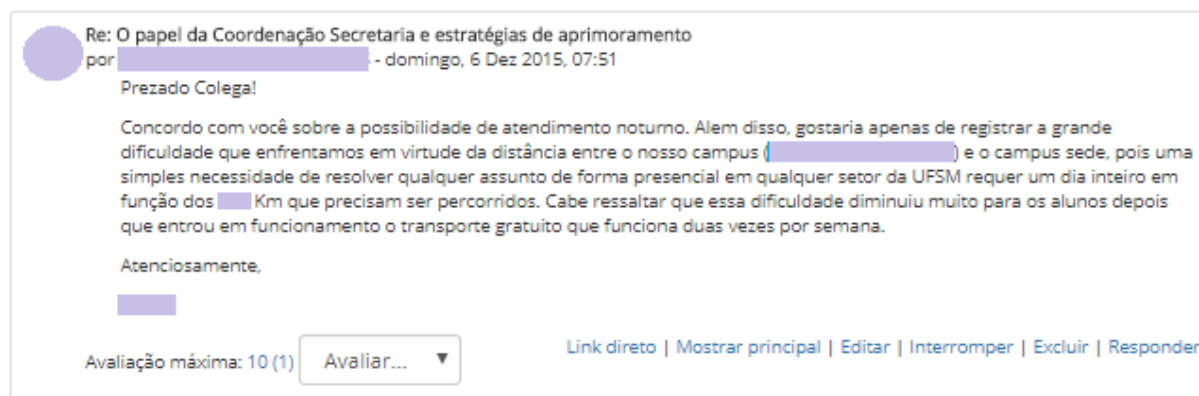 Re: O papel da Coordenação Secretaria e estratégias de aprimoramento
por - domingo, 6 Dez 2015, 07:51
Prezado Colega!
Concordo com você sobre a possibilidade de atendimento noturno. Alem disso, gostaria apenas de registrar a grande
dificuldade que enfrentamos em virtude da distância entre o nosso campus ( ) e o campus sede, pois uma
simples necessidade de resolver qualquer assunto de forma presencial em qualquer setor da UFSM requer um dia inteiro em
função dos Km que precisam ser percorridos. Cabe ressaltar que essa dificuldade diminuiu muito para os alunos depois
que entrou em funcionamento o transporte gratuito que funciona duas vezes por semana.
Atenciosamente,
Avaliação máxima: 10 (1) Avaliar... Link direto | Mostrar principal | Editar | Interromper | Excluir | Responder